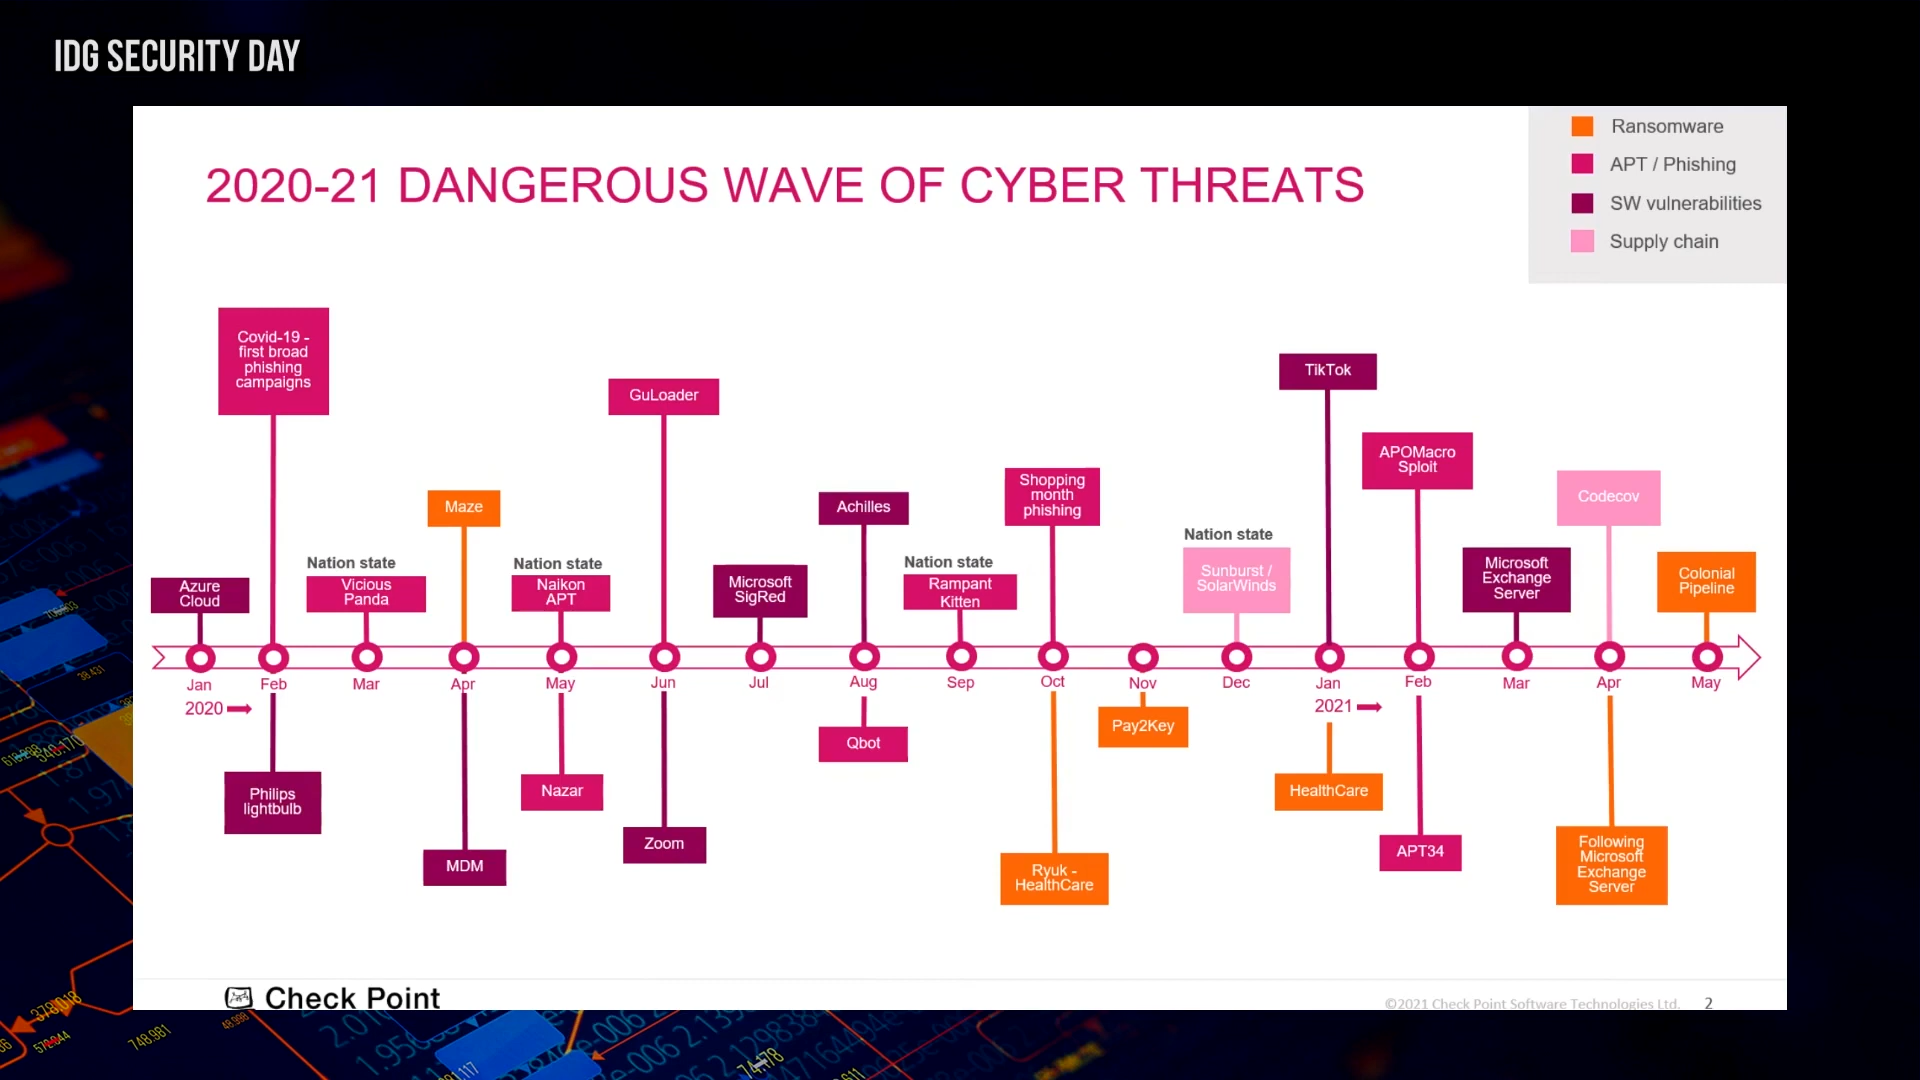 IDG SECURITY DAY
2020-21 DANGEROUS WAVE OF CYBER THREATS
Ransomware
APT / Phishing
SW vulnerabilities
Supply chain
Covid-19 -
first broad
phishing
campaigns
GuLoader
TikTok
APOMacro
Sploit
Shopping
month
phishing
Codecov
Maze
Achilles
Nation state
Nation state
Nation state
Nation state
Azure
Cloud
Vicious
Panda
Naikon
APT
Microsoft
SigRed
Rampant
Kitten
Sunburst /
SolarWinds
Microsoft
Exchange
Server
Colonial
Pipeline
Jan
Feb
Mar
Apr
May
Jun
Jul
Aug
Sep
Oct
Nov
Dec
Jan
Feb
Mar
Apr
May
2020
2021
Philips
lightbulb
MDM
Nazar
Zoom
Qbot
Ryuk -
HealthCare
Pay2Key
HealthCare
APT34
Following
Microsoft
Exchange
Server
Check Point
©2021 Check Point Software Technologies Ltd.
2
748.981